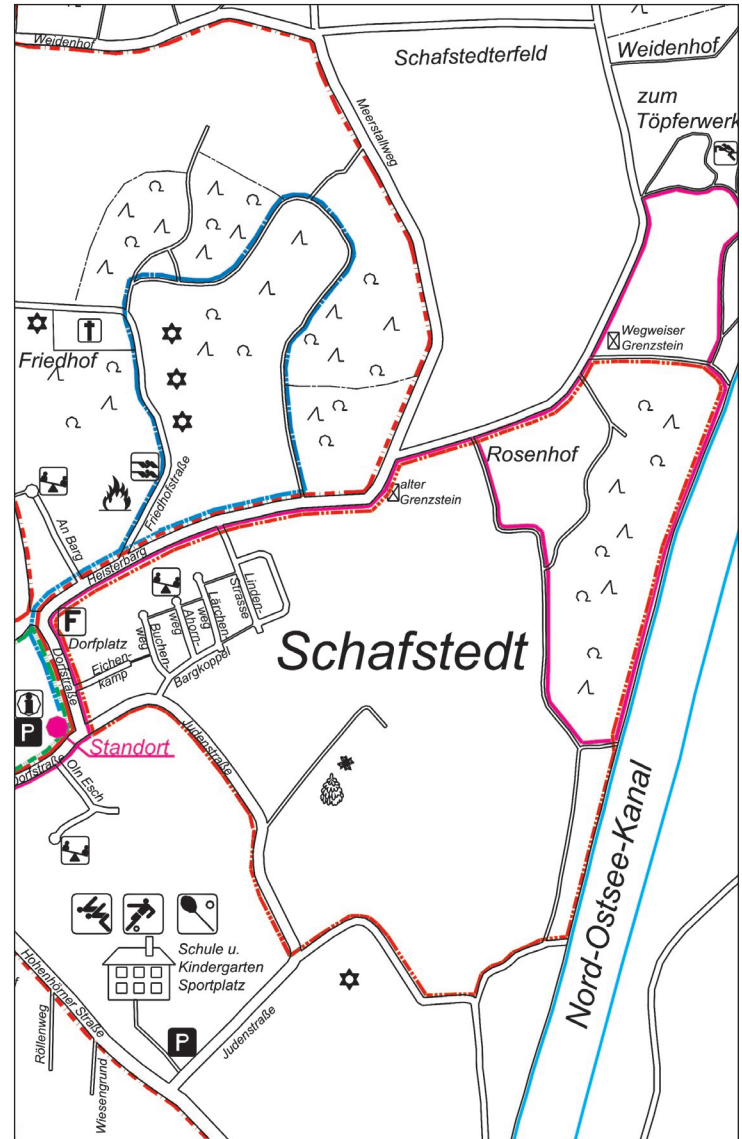 Weidenhof
Schafstedterfeld
Weidenhof
zum
Töpferwerk
Meerstallweg
Wegweiser
Grenzstein
Friedhof
Rosenhof
alter
Grenzstein
Friedhofstraße
An Barg
Heisterbarg
Linden-
Strasse
Lärchen-
weg
Ahorn-
weg
Buchen-
weg
Bargkoppel
F
Dorfplatz
Eichen-
kamp
Dorfstraße
Schafstedt
P
Standort
Judenstraße
Dorfstraße
Oln Esch
Nord-Ostsee-Kanal
Schule u.
Kindergarten
Sportplatz
Hohenhörner Straße
P
Judenstraße
Röllenweg
Wiesengrund